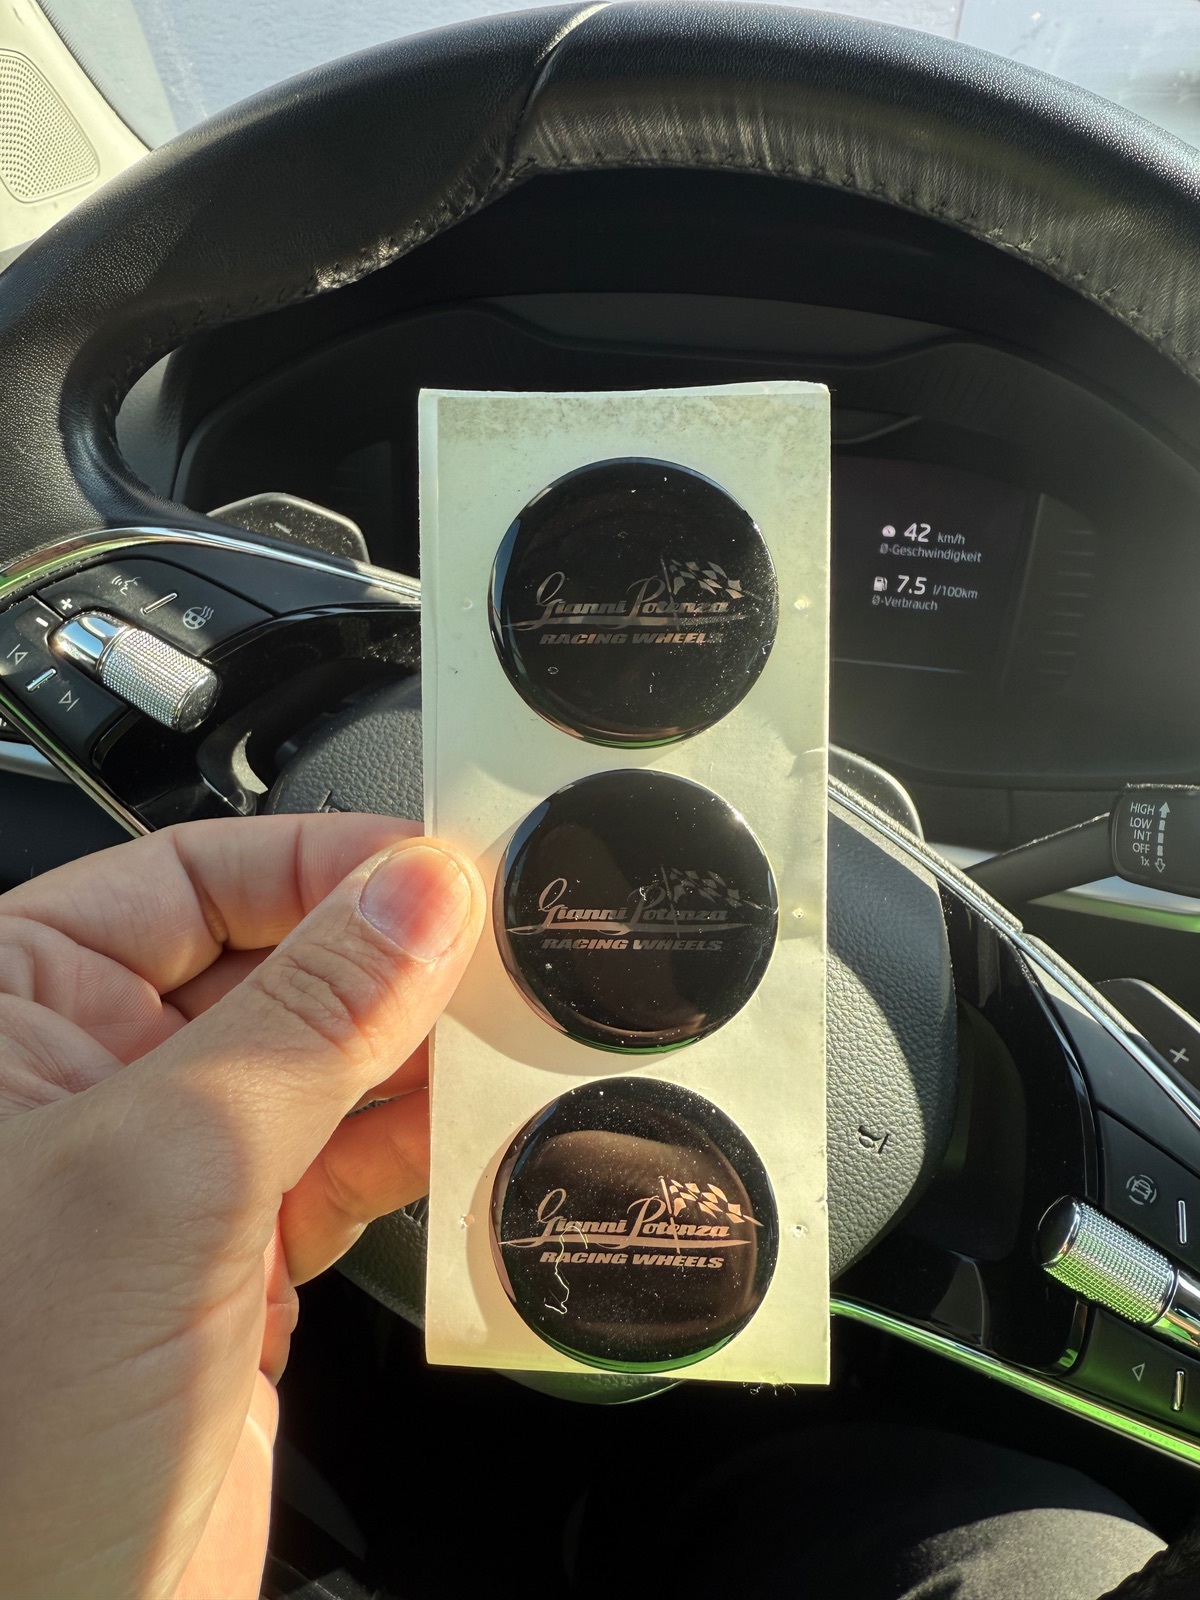 Gianni Potenza
RACING WHEELS
Gianni Potenza
RACING WHEELS
Gianni Potenza
RACING WHEELS
42 km/h
Ø-Geschwindigkeit
7.5 l/100km
Ø-Verbrauch
HIGH
LOW
INT
OFF
1x